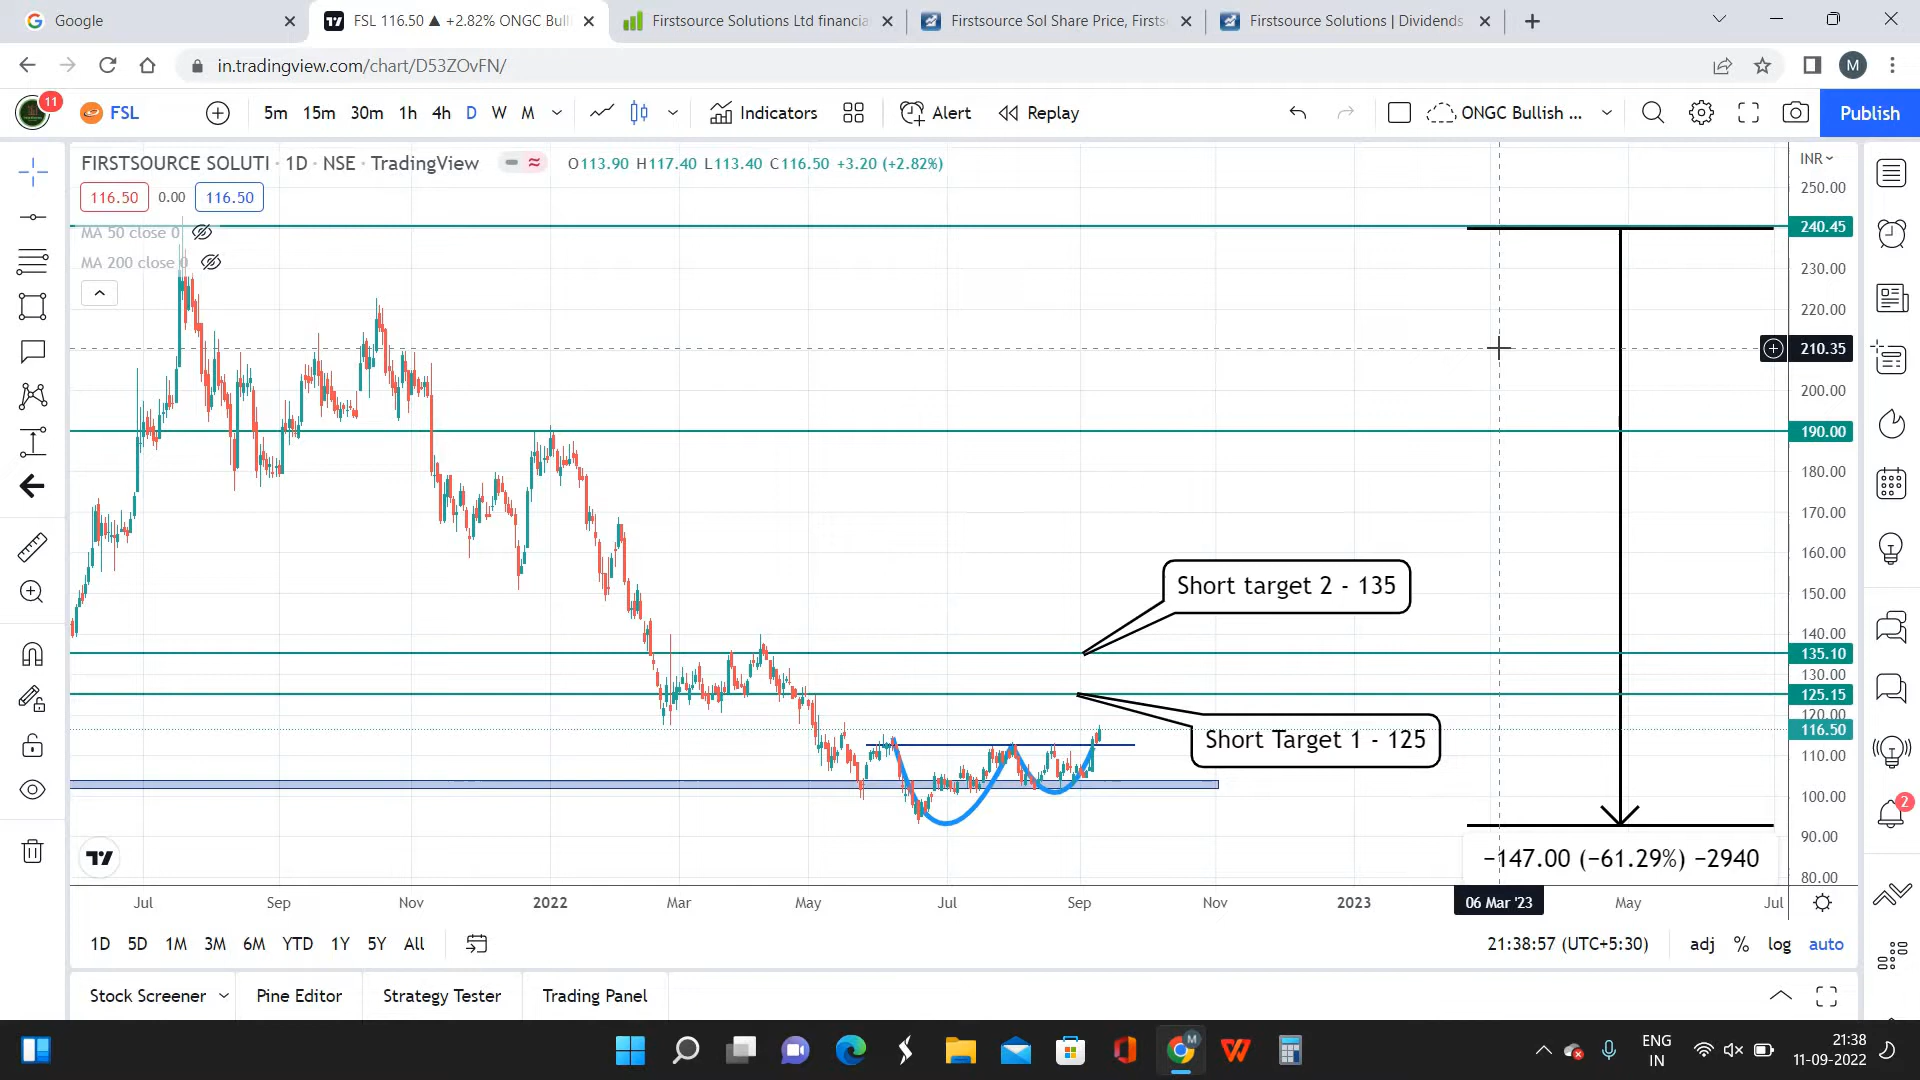 Google
FSL 116.50 ▲ +2.82% ONGC Bull
Firstsource Solutions Ltd financia
Firstsource Sol Share Price, Firsts
Firstsource Solutions | Dividends
in.tradingview.com/chart/D53ZOvFN/
M
11
FSL
5m 15m 30m 1h 4h D W M
Indicators
Alert
Replay
ONGC Bullish ...
Publish
FIRSTSOURCE SOLUTI · 1D · NSE · TradingView
O113.90 H117.40 L113.40 C116.50 +3.20 (+2.82%)
INR
116.50 0.00 116.50
MA 50 close 0
MA 200 close 0
250.00
240.45
230.00
220.00
210.35
200.00
190.00
180.00
170.00
160.00
150.00
140.00
135.10
130.00
125.15
120.00
116.50
110.00
100.00
90.00
80.00
Short target 2 - 135
Short Target 1 - 125
−147.00 (−61.29%) −2940
2
Jul Sep Nov 2022 Mar May Jul Sep Nov 2023 06 Mar '23 May Jul
1D 5D 1M 3M 6M YTD 1Y 5Y All
21:38:57 (UTC+5:30)
adj % log auto
Stock Screener Pine Editor Strategy Tester Trading Panel
M
ENG
IN
21:38
11-09-2022